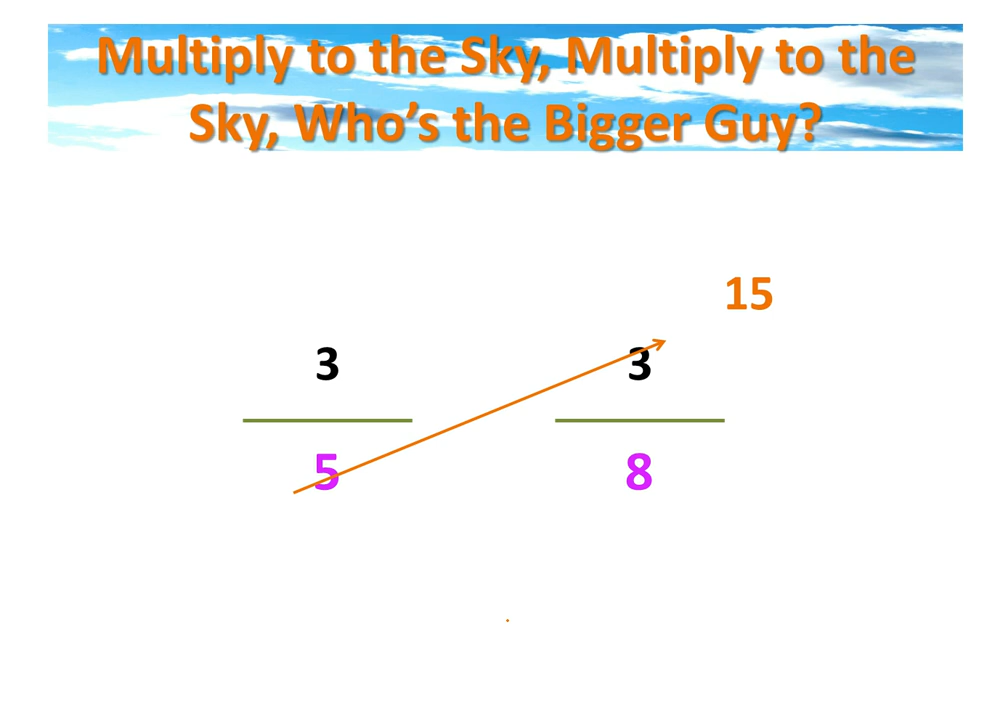 Multiply to the Sky, Multiply to the
Sky, Who’s the Bigger Guy?
15
3 3
5 8
.